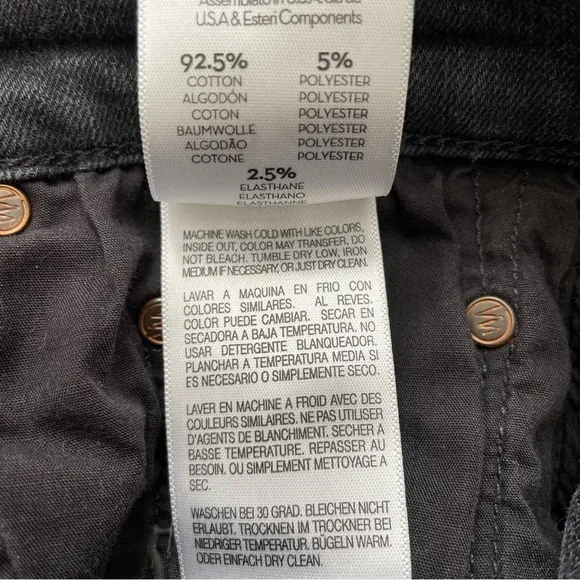 U.S.A & Esteri Components
92.5% 5%
COTTON POLYESTER
ALGODÓN POLYESTER
COTON POLYESTER
BAUMWOLLE POLYESTER
ALGODÃO POLYESTER
COTONE POLYESTER
2.5%
ELASTHANE
ELASTHANO
ELASTHANNE
MACHINE WASH COLD WITH LIKE COLORS,
INSIDE OUT, COLOR MAY TRANSFER, DO
NOT BLEACH. TUMBLE DRY LOW, IRON
MEDIUM IF NECESSARY, OR JUST DRY CLEAN.
LAVAR A MAQUINA EN FRIO CON
COLORES SIMILARES. AL REVES.
COLOR PUEDE CAMBIAR. SECAR EN
SECADORA A BAJA TEMPERATURA. NO
USAR DETERGENTE BLANQUEADOR.
PLANCHAR A TEMPERATURA MEDIA SI
ES NECESARIO O SIMPLEMENTE SECO.
LAVER EN MACHINE A FROID AVEC DES
COULEURS SIMILAIRES. NE PAS UTILISER
D'AGENTS DE BLANCHIMENT. SECHER A
BASSE TEMPERATURE. REPASSER AU
BESOIN. OU SIMPLEMENT METTOYAGE A
SEC.
WASCHEN BEI 30 GRAD. BLEICHEN NICHT
ERLAUBT. TROCKNEN IM TROCKNER BEI
NIEDRIGER TEMPERATUR. BÜGELN WARM.
ODER EINFACH DRY CLEAN.